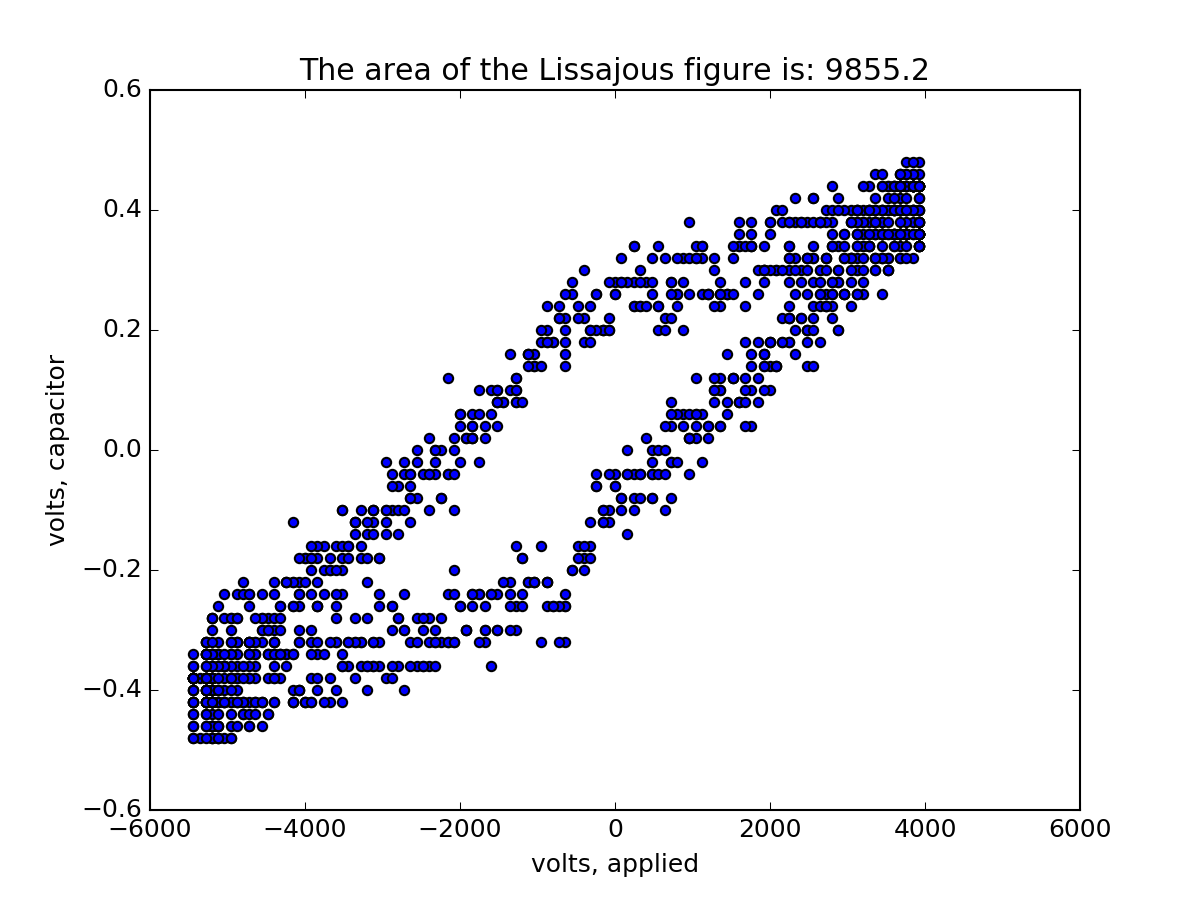 The area of the Lissajous figure is: 9855.2
0.6
0.4
0.2
0.0
−0.2
−0.4
−0.6
volts, capacitor
−6000 −4000 −2000 0 2000 4000 6000
volts, applied